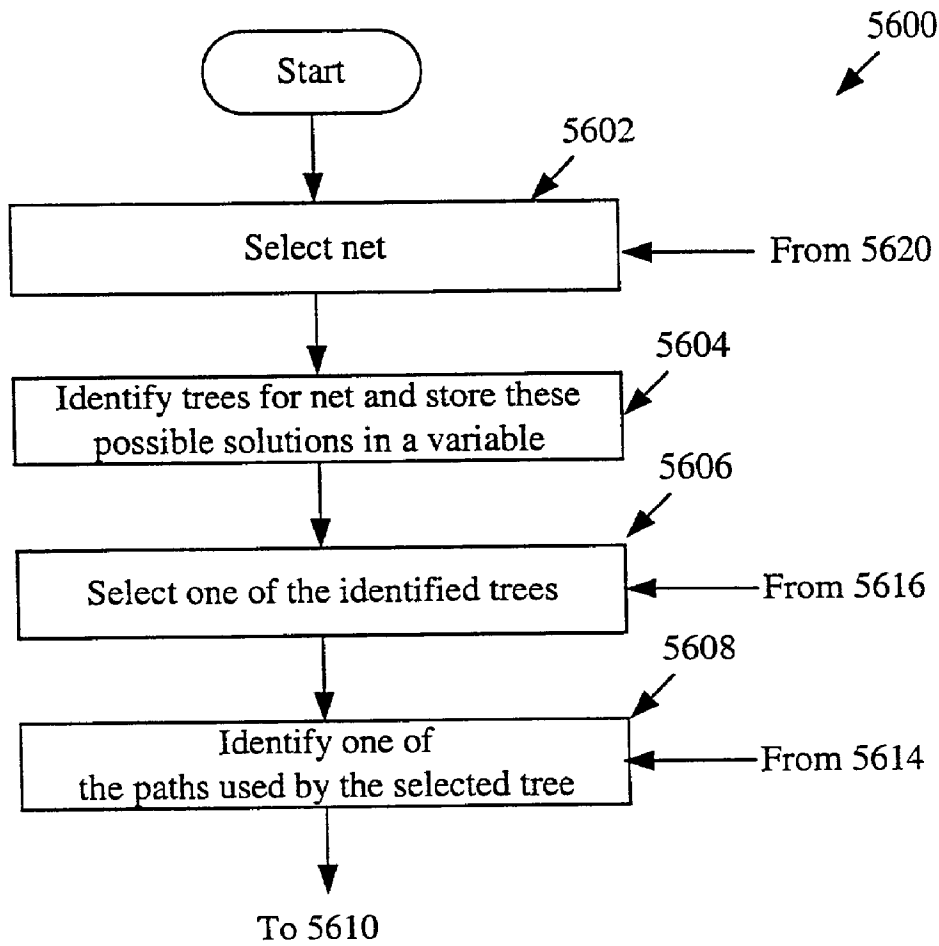 5600
Start
5602
Select net
From 5620
5604
Identify trees for net and store these
possible solutions in a variable
5606
Select one of the identified trees
From 5616
5608
Identify one of
the paths used by the selected tree
From 5614
To 5610